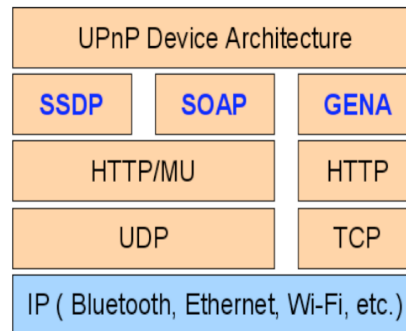 UPnP Device Architecture
SSDP SOAP GENA
HTTP/MU HTTP
UDP TCP
IP ( Bluetooth, Ethernet, Wi-Fi, etc.)